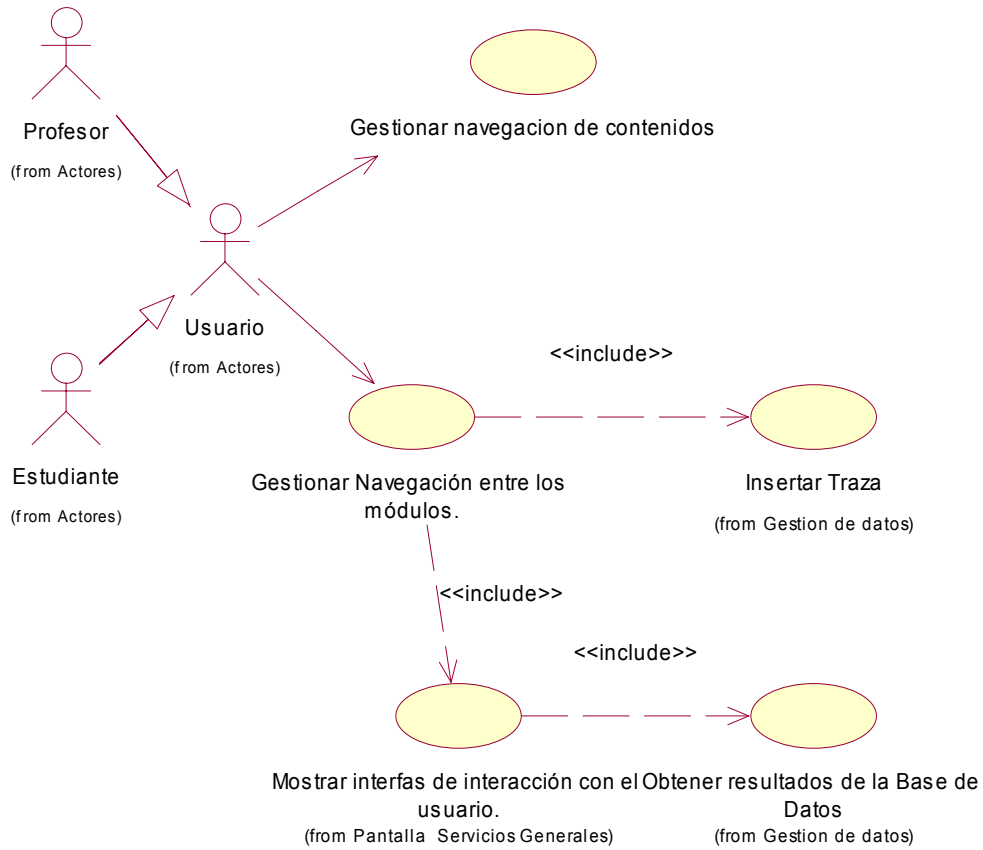 Profesor
(from Actores)
Gestionar navegacion de contenidos
Usuario
(from Actores)
<<include>>
Estudiante
(from Actores)
Gestionar Navegación entre los
módulos.
Insertar Traza
(from Gestion de datos)
<<include>>
<<include>>
Mostrar interfas de interacción con el
usuario.
(from Pantalla Servicios Generales)
Obtener resultados de la Base de
Datos
(from Gestion de datos)